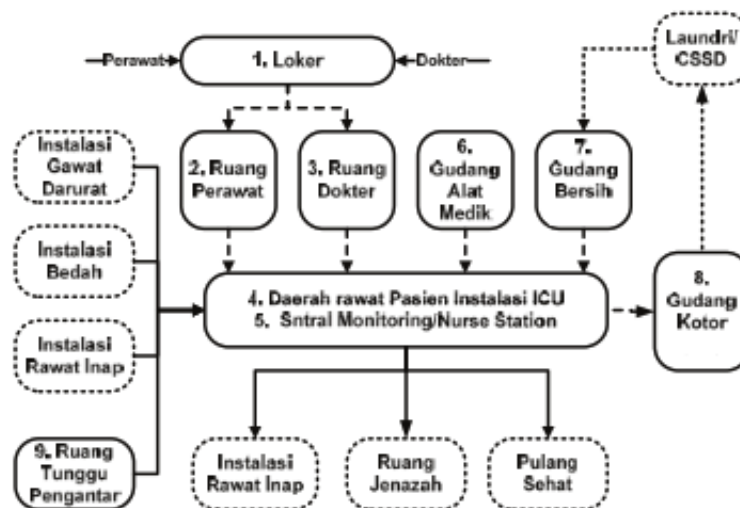 Perawat
1. Loker
Dokter
Laundri/
CSSD
Instalasi
Gawat
Darurat
2. Ruang
Perawat
3. Ruang
Dokter
6.
Gudang
Alat
Medik
7.
Gudang
Bersih
Instalasi
Bedah
4. Daerah rawat Pasien Instalasi ICU
5. Sntral Monitoring/Nurse Station
8.
Gudang
Kotor
Instalasi
Rawat Inap
9. Ruang
Tunggu
Pengantar
Instalasi
Rawat Inap
Ruang
Jenazah
Pulang
Sehat